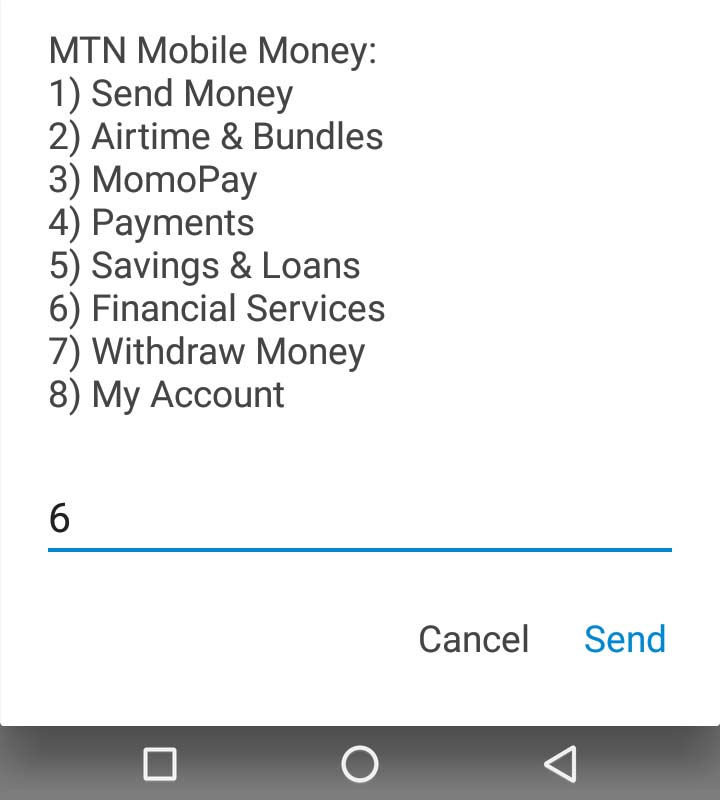 MTN Mobile Money:
1) Send Money
2) Airtime & Bundles
3) MomoPay
4) Payments
5) Savings & Loans
6) Financial Services
7) Withdraw Money
8) My Account
6
Cancel Send